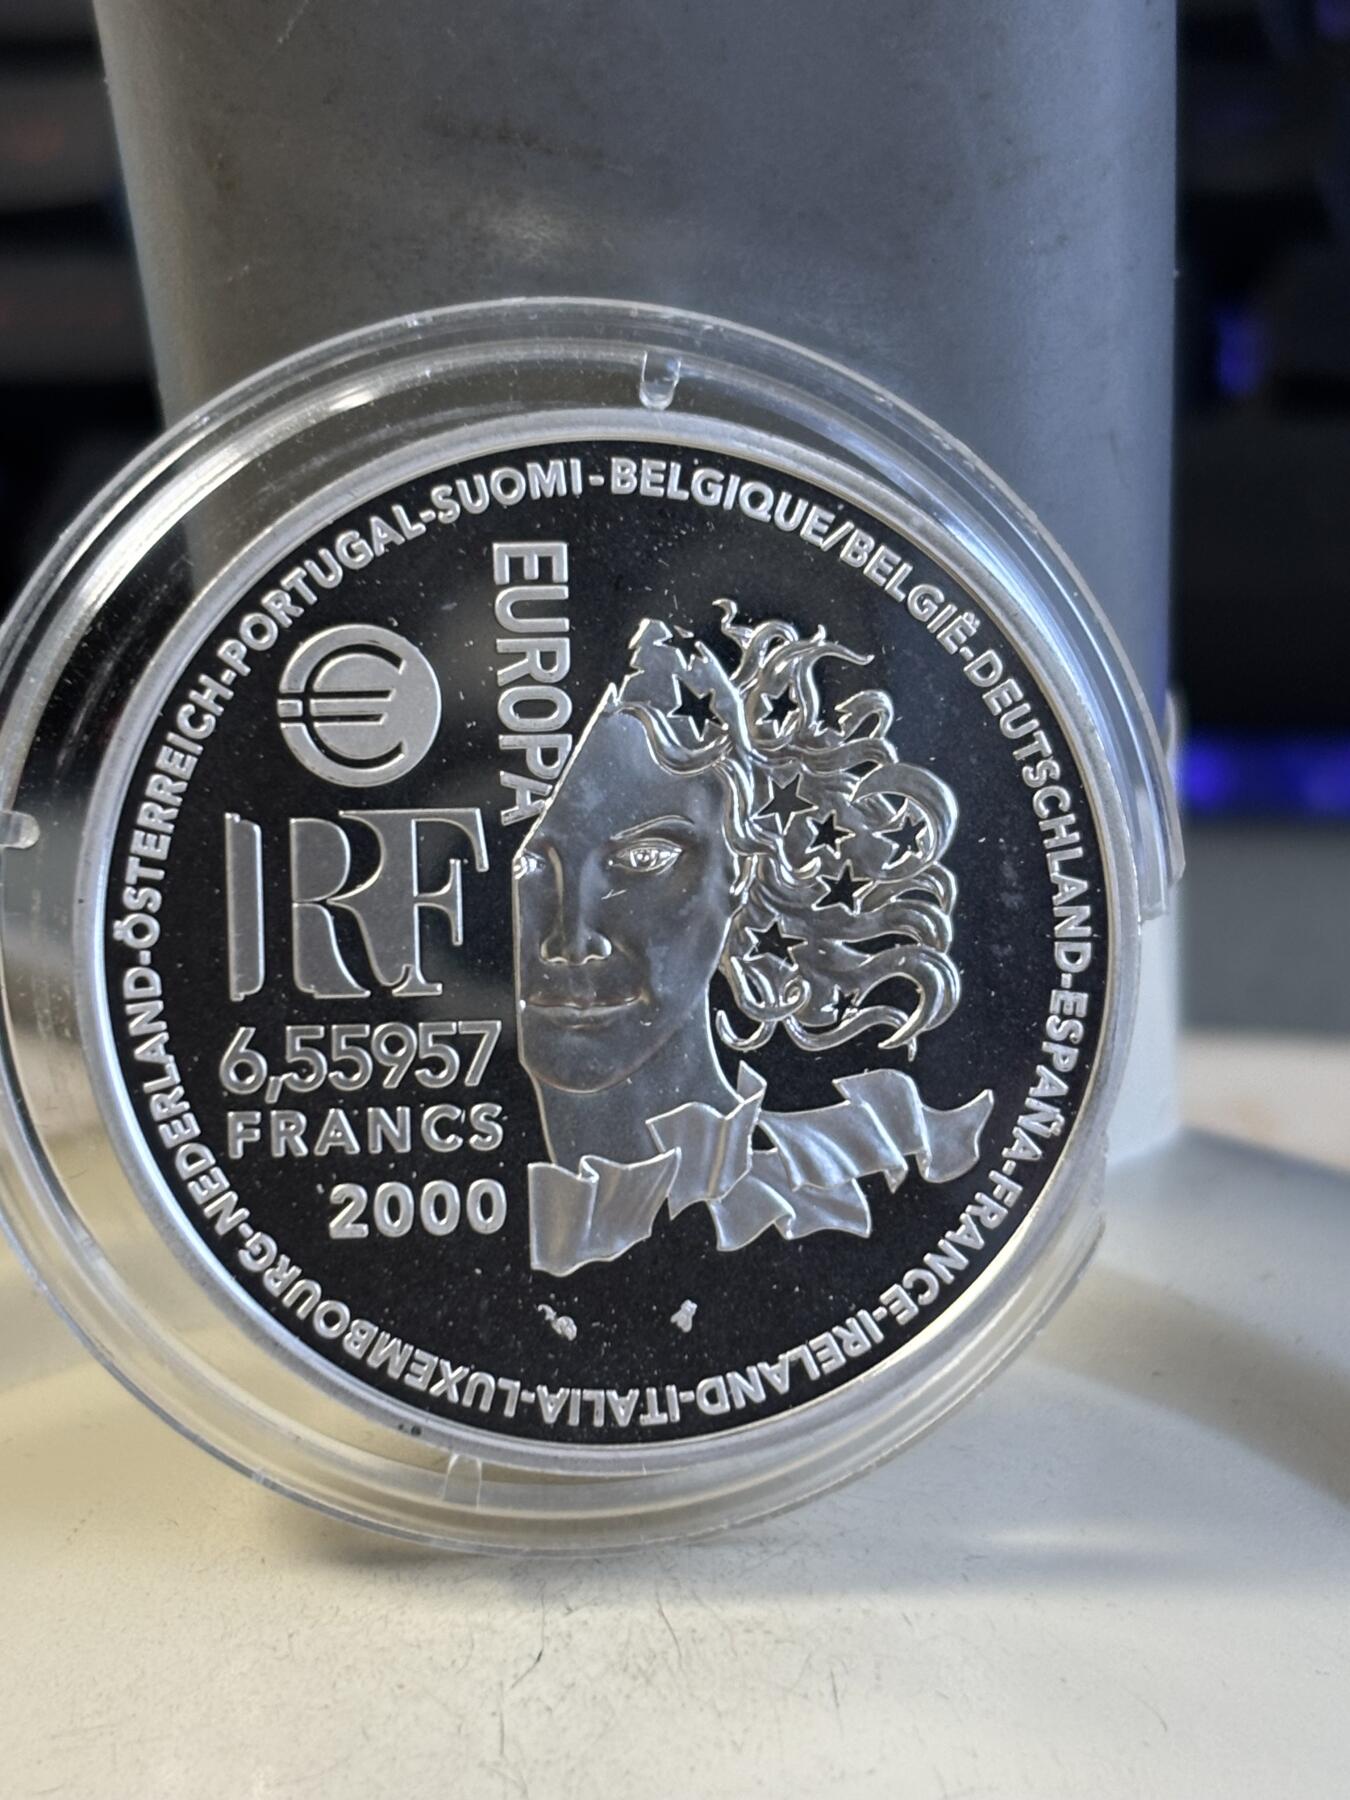 BELGIQUE/BELGIË-DEUTSCHLAND-ESPAÑA-FRANCE-IRELAND-ITALIA-LUXEMBOURG-NEDERLAND-ÖSTERREICH-PORTUGAL-SUOMI-
EUROPA
€
RF
6,55957
FRANCS
2000